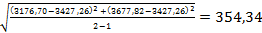 √((3176,70−3427,26)² + (3677,82−3427,26)² / 2−1) = 354,34